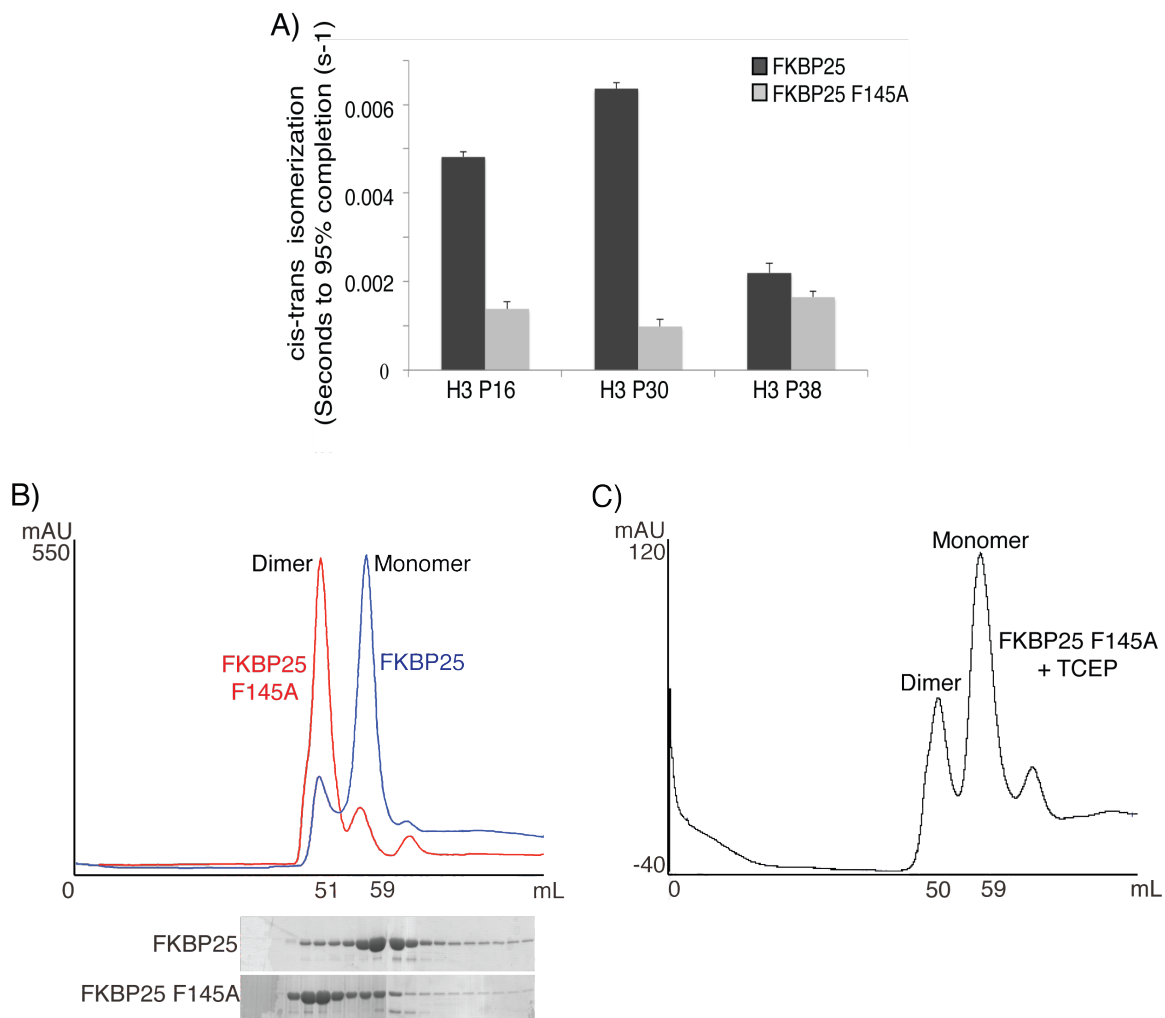 A)
cis-trans isomerization
(Seconds to 95% completion (s-1)
0.006
0.004
0.002
0
FKBP25
FKBP25 F145A
H3 P16
H3 P30
H3 P38
B)
mAU
550
Dimer
Monomer
FKBP25
F145A
FKBP25
0
51
59
mL
FKBP25
FKBP25 F145A
C)
mAU
120
Monomer
FKBP25 F145A
+ TCEP
Dimer
-40
0
50
59
mL